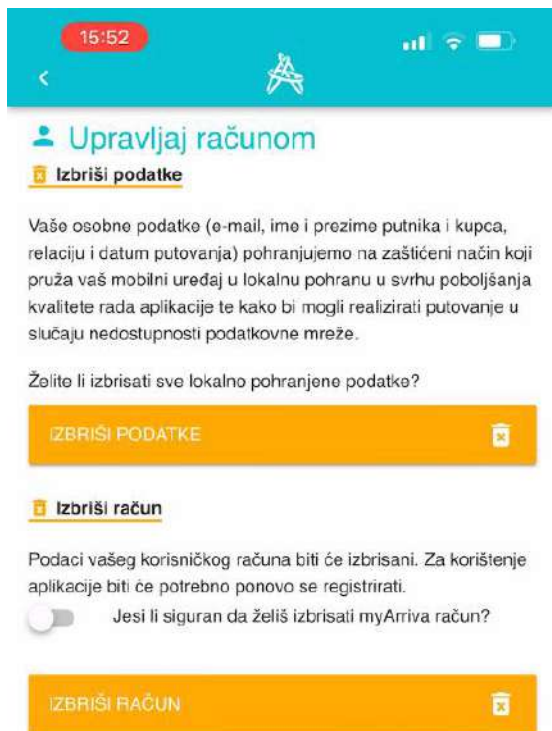 15:52
Upravljaj računom
Izbriši podatke
Vaše osobne podatke (e-mail, ime i prezime putnika i kupca,
relaciju i datum putovanja) pohranjujemo na zaštićeni način koji
pruža vaš mobilni uređaj u lokalnu pohranu u svrhu poboljšanja
kvalitete rada aplikacije te kako bi mogli realizirati putovanje u
slučaju nedostupnosti podatkovne mreže.
Želite li izbrisati sve lokalno pohranjene podatke?
IZBRIŠI PODATKE
Izbriši račun
Podaci vašeg korisničkog računa biti će izbrisani. Za korištenje
aplikacije biti će potrebno ponovo se registrirati.
Jesi li siguran da želiš izbrisati myArriva račun?
IZBRIŠI RAČUN